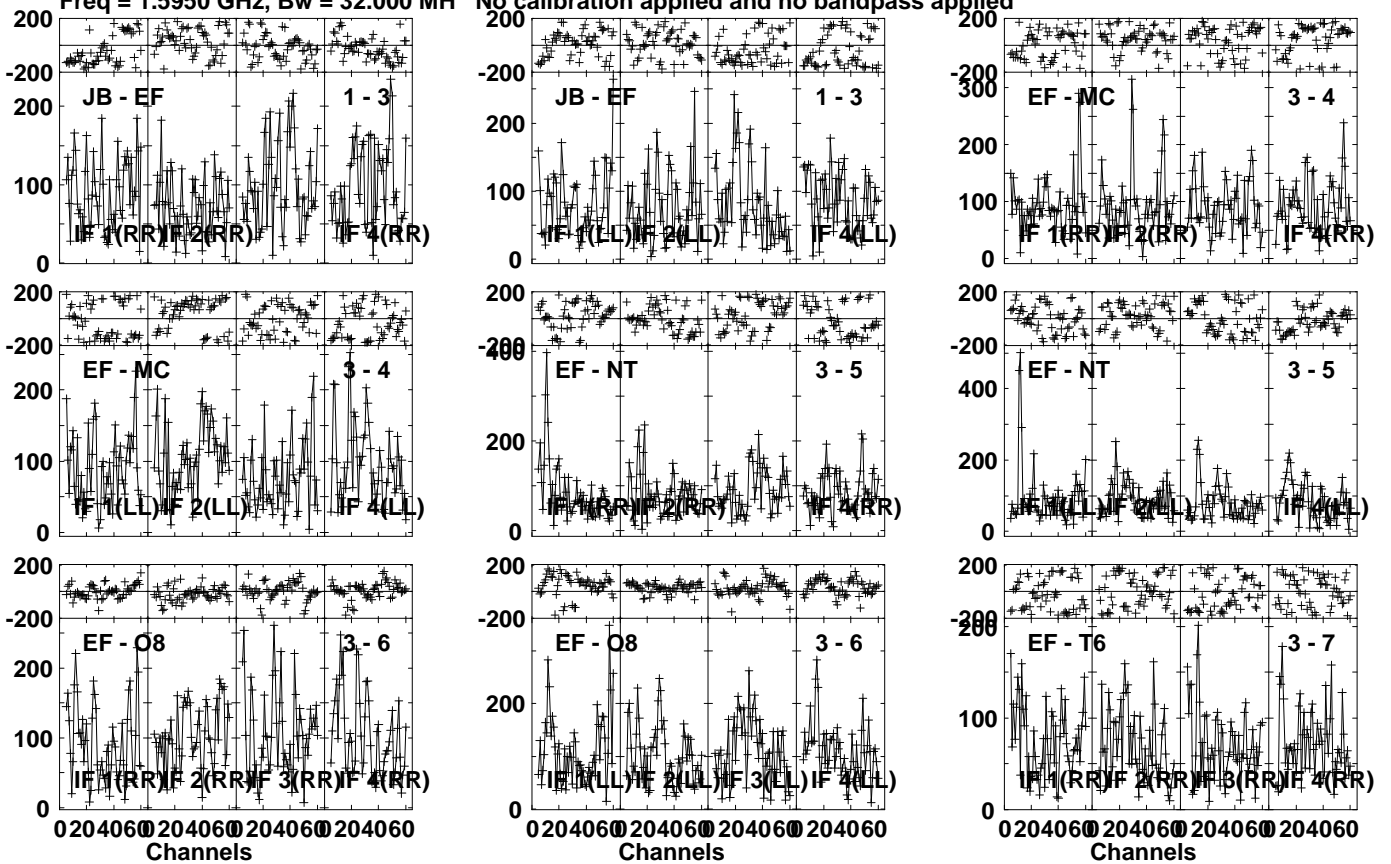 Freq = 1.5950 GHz, Bw = 32.000 MH No calibration applied and no bandpass applied
200 200 200
-200 -200
JB - EF 1 - 3 JB - EF 1 - 3 EF - MC 3 - 4
300
200 200 200
100 100 100
IF 1(RR) IF 2(RR) IF 4(RR) IF 1(LL) IF 2(LL) IF 4(LL) IF 1(RR) IF 2(RR) IF 4(RR)
0 0 0
200 200 200
-200 -200 -200
400
EF - MC 3 - 4 EF - NT 3 - 5 EF - NT 3 - 5
200 400
200
100 200
IF 1(LL) IF 2(LL) IF 4(LL) IF 1(RR) IF 2(RR) IF 4(RR) IF 1(LL) IF 2(LL) IF 4(LL)
0 0 0
200 200 200
-200 -200 -200
200
EF - O8 3 - 6 EF - O8 3 - 6 EF - T6 3 - 7
200 200
100 100
IF 1(RR) IF 2(RR) IF 3(RR) IF 4(RR) IF 1(LL) IF 2(LL) IF 3(LL) IF 4(LL) IF 1(RR) IF 2(RR) IF 3(RR) IF 4(RR)
0 0 0
0 20 40 60 0 20 40 60 0 20 40 60 0 20 40 60 0 20 40 60 0 20 40 60 0 20 40 60 0 20 40 60 0 20 40 60 0 20 40 60 0 20 40 60 0 20 40 60
Channels Channels Channels